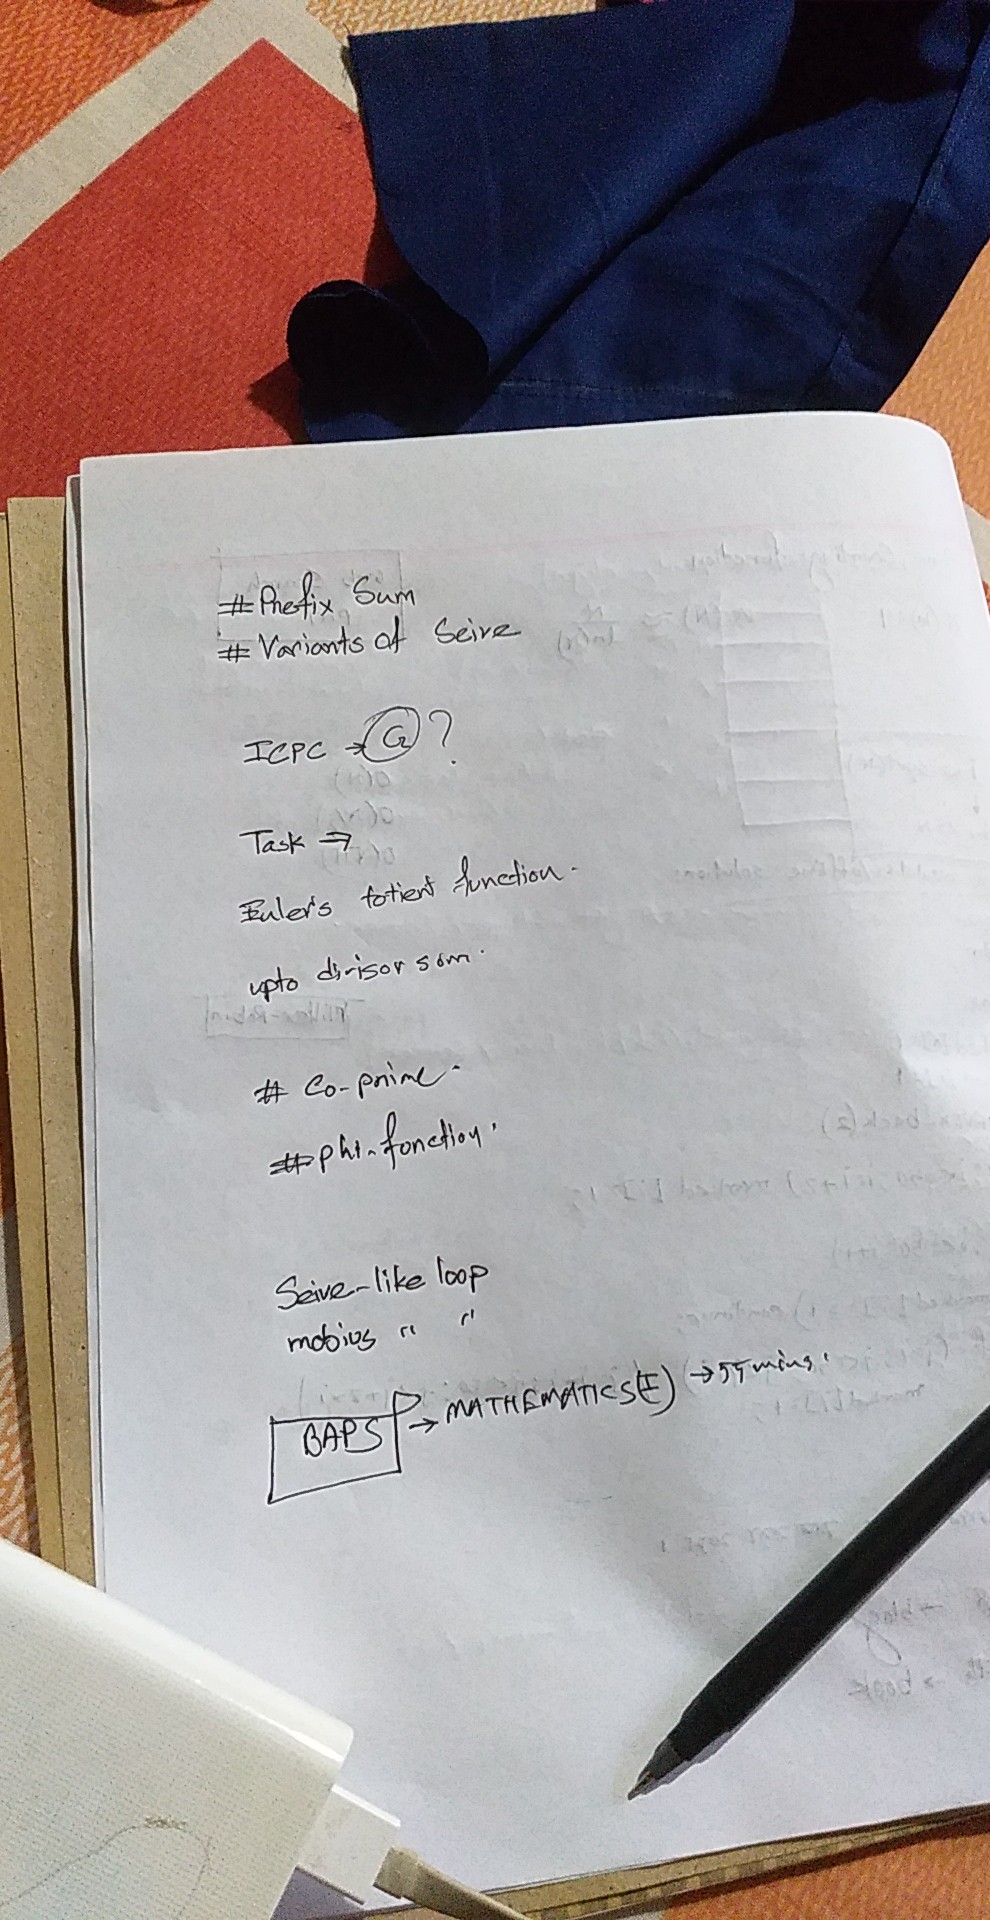 # Prefix Sum
# Variants of Seive
ICPC → G ?
Task ⇒
Euler's totient function.
upto divisor sum.
# Co-prime.
# phi-function.
Seive-like loop
mobius " "
BAPS → MATHEMATICS(I) → 55 mins.